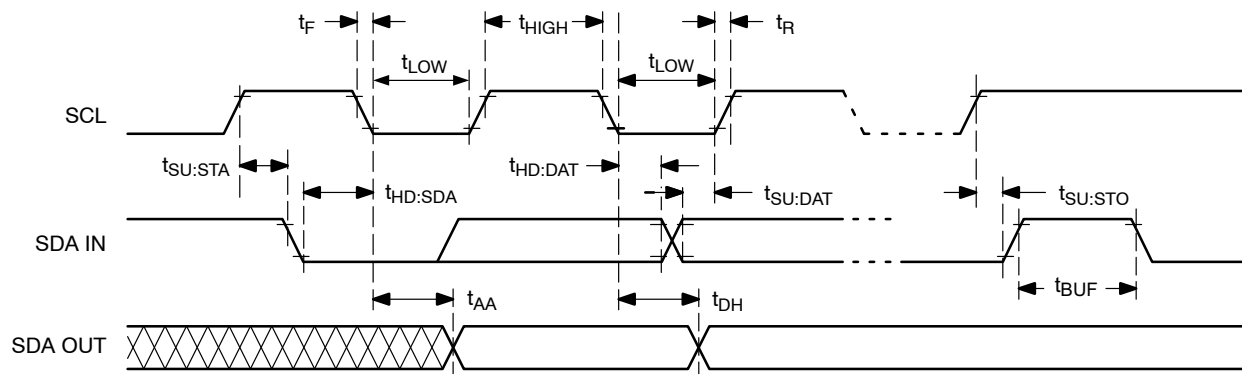 tF
tHIGH
tR
tLOW
tLOW
SCL
tSU:STA
tHD:DAT
tHD:SDA
tSU:DAT
tSU:STO
SDA IN
tBUF
tAA
tDH
SDA OUT